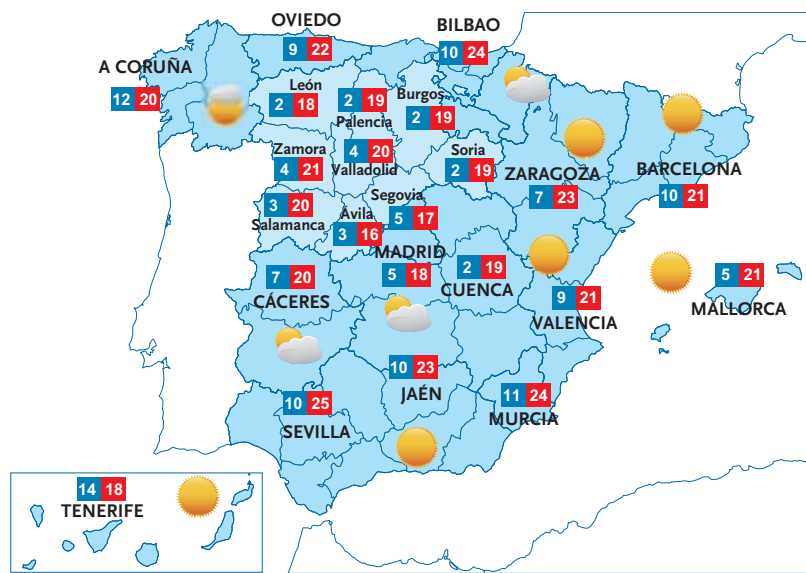 OVIEDO
9 22
BILBAO
10 24
A CORUÑA
12 20
León
2 18
2 19
Palencia
Burgos
2 19
Zamora
4 21
4 20
Valladolid
Soria
2 19
ZARAGOZA
7 23
BARCELONA
10 21
3 20
Salamanca
Ávila
3 16
Segovia
5 17
MADRID
5 18
2 19
CUENCA
7 20
CÁCERES
9 21
VALENCIA
5 21
MALLORCA
10 23
JAÉN
10 25
SEVILLA
11 24
MURCIA
14 18
TENERIFE